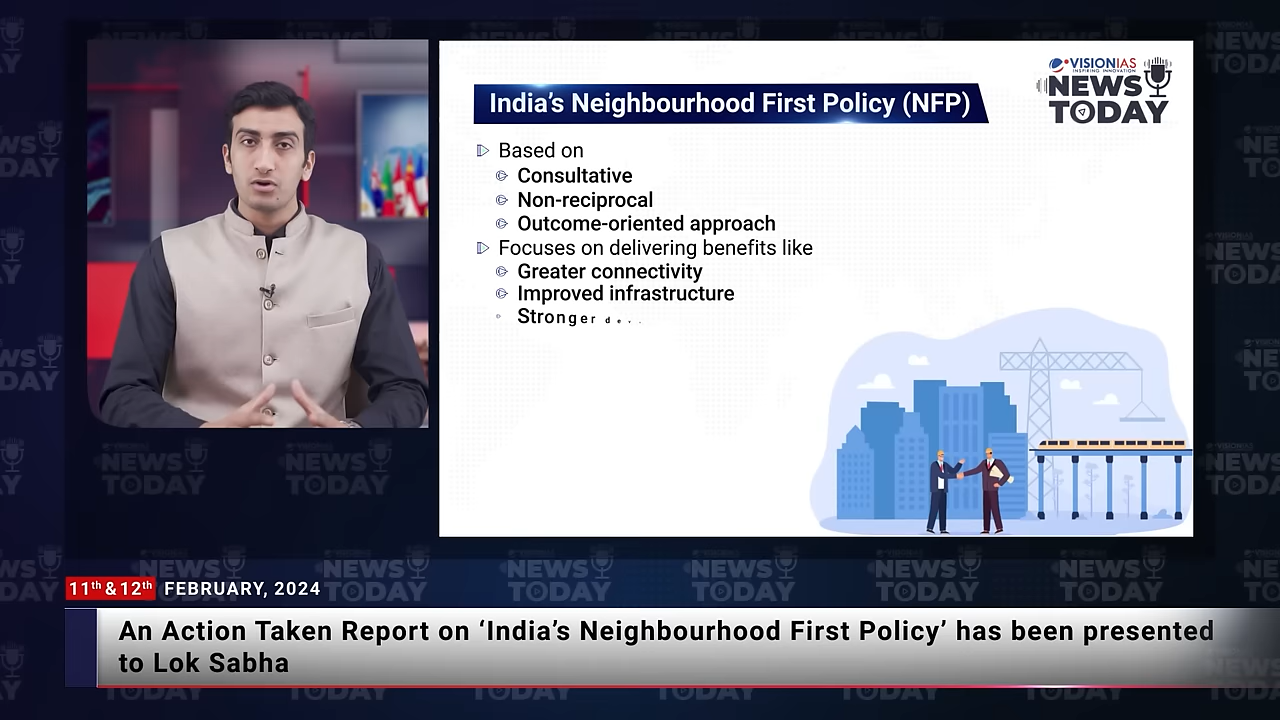 VISIONIAS
INSPIRING INNOVATION
NEWS
TODAY
India's Neighbourhood First Policy (NFP)
Based on
Consultative
Non-reciprocal
Outcome-oriented approach
Focuses on delivering benefits like
Greater connectivity
Improved infrastructure
Stronger de
11th & 12th FEBRUARY, 2024
An Action Taken Report on ‘India’s Neighbourhood First Policy’ has been presented
to Lok Sabha